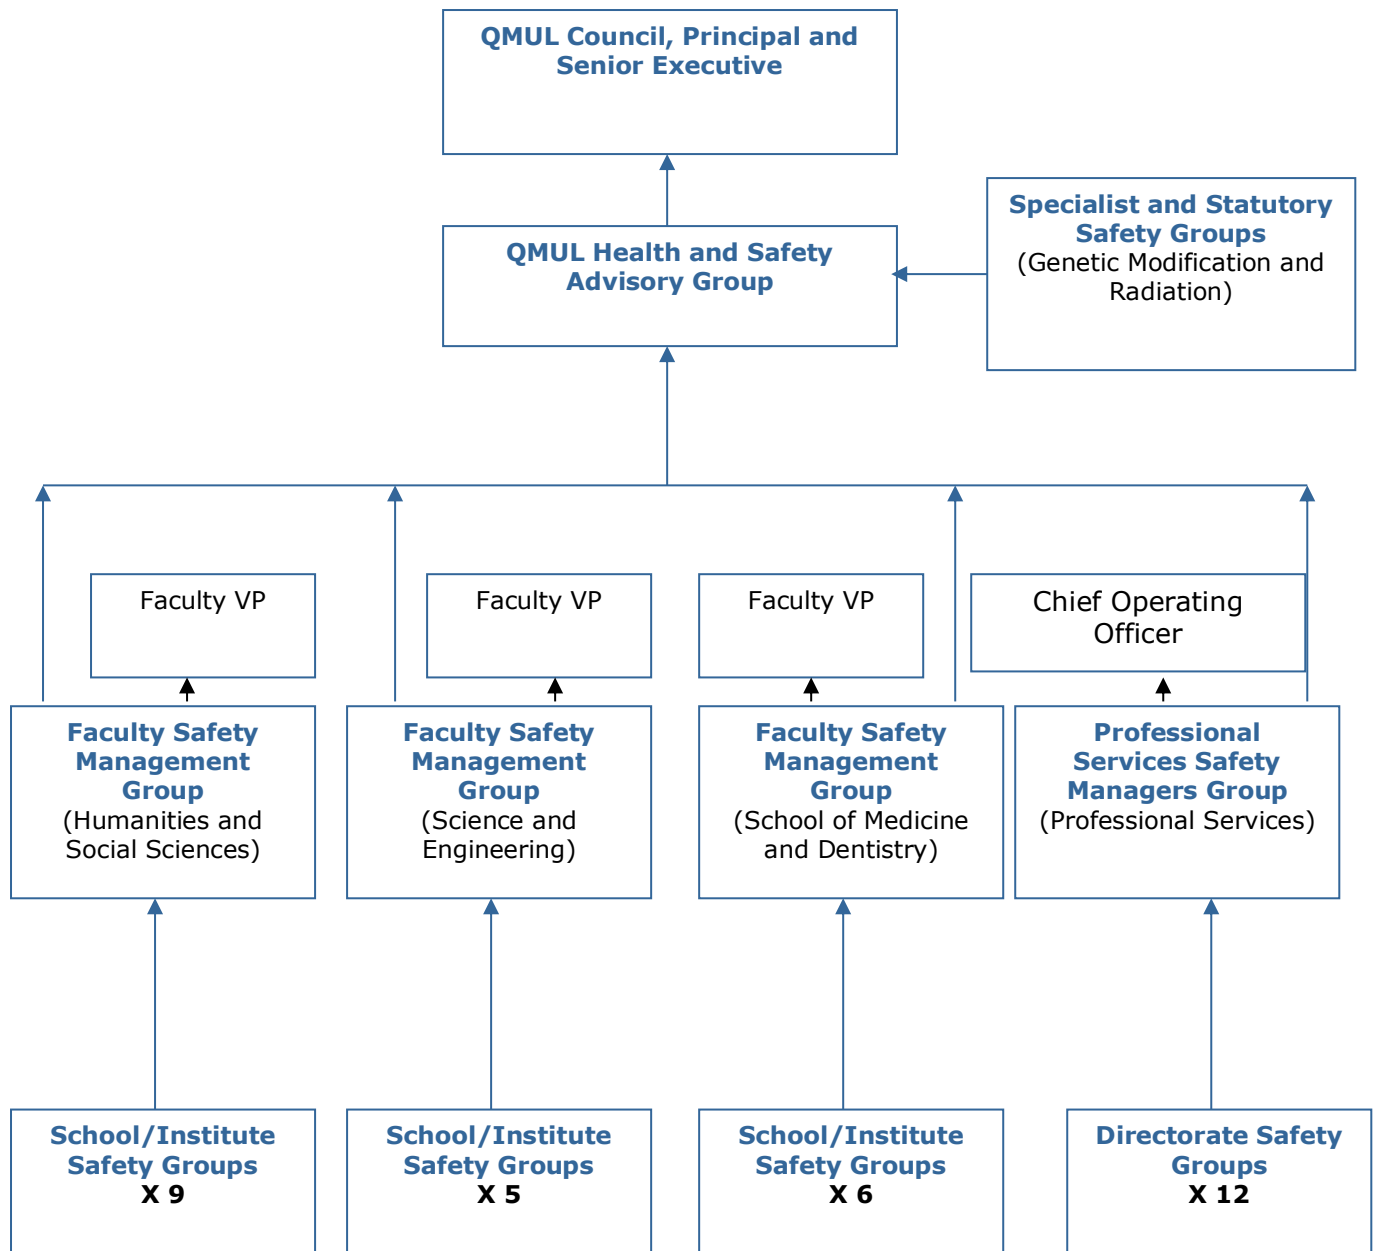 QMUL Council, Principal and
Senior Executive
Specialist and Statutory
Safety Groups
(Genetic Modification and
Radiation)
QMUL Health and Safety
Advisory Group
Faculty VP
Faculty VP
Faculty VP
Chief Operating
Officer
Faculty Safety
Management
Group
(Humanities and
Social Sciences)
Faculty Safety
Management
Group
(Science and
Engineering)
Faculty Safety
Management
Group
(School of Medicine
and Dentistry)
Professional
Services Safety
Managers Group
(Professional Services)
School/Institute
Safety Groups
X 9
School/Institute
Safety Groups
X 5
School/Institute
Safety Groups
X 6
Directorate Safety
Groups
X 12